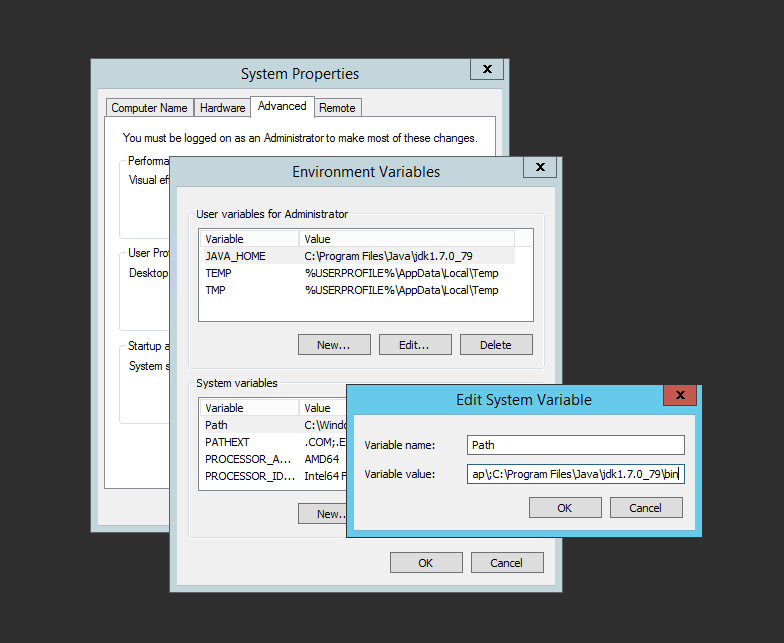 System Properties
x
Computer Name Hardware Advanced Remote
You must be logged on as an Administrator to make most of these changes.
Performa
Visual eff
User Prof
Desktop
Startup a
System s
Environment Variables
x
User variables for Administrator
Variable Value
JAVA_HOME C:\Program Files\Java\jdk1.7.0_79
TEMP %USERPROFILE%\AppData\Local\Temp
TMP %USERPROFILE%\AppData\Local\Temp
New... Edit... Delete
System variables
Variable Value
Path C:\Windo
PATHEXT .COM;.E
PROCESSOR_A... AMD64
PROCESSOR_ID... Intel64 F
New..
OK Cancel
Edit System Variable
x
Variable name: Path
Variable value: ap\;C:\Program Files\Java\jdk1.7.0_79\bin
OK Cancel